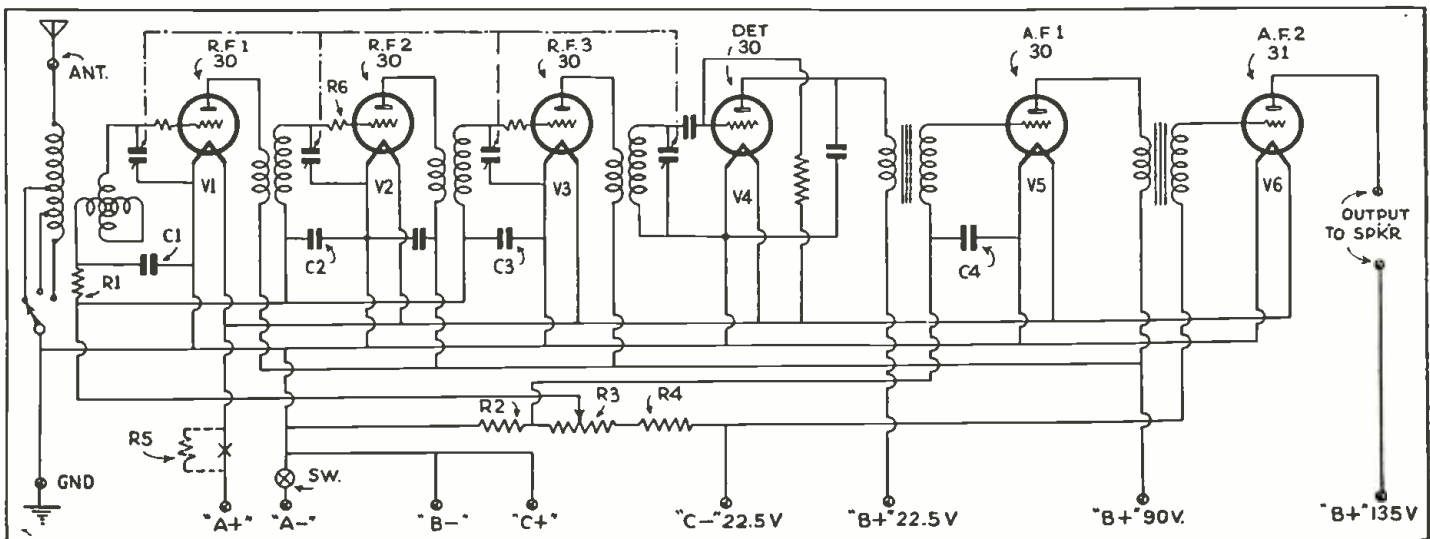 R.F.1
30
R.F.2
30
R.F.3
30
DET
30
A.F.1
30
A.F.2
31
ANT.
R6
V1
V2
V3
V4
V5
V6
C1
C2
C3
C4
R1
OUTPUT
TO SPKR
R2
R3
R4
R5
SW.
GND
"A+"
"A-"
"B-"
"C+"
"C-" 22.5 V
"B+" 22.5 V
"B+" 90V.
"B+" 135 V